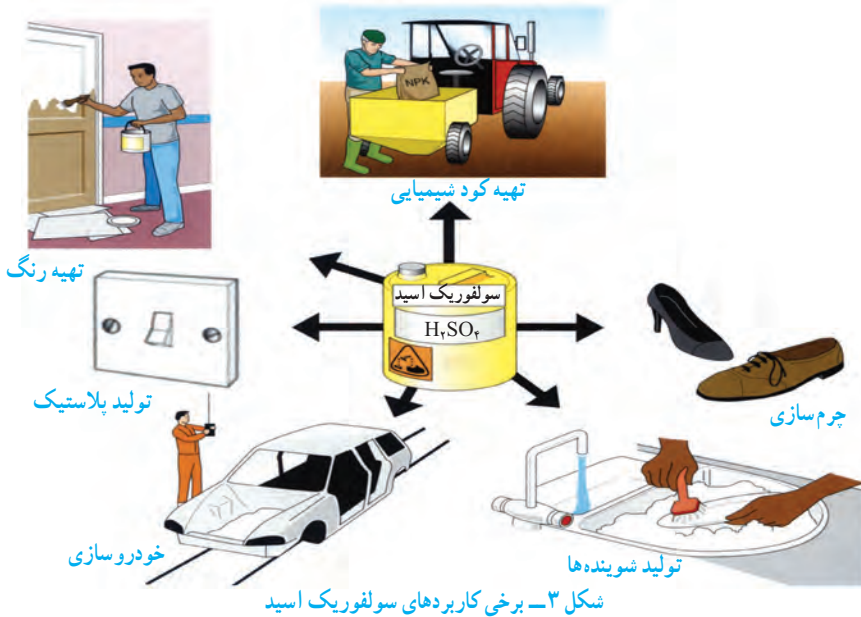 NPK
تهیه کود شیمیایی
تهیه رنگ
سولفوریک اسید
H₂SO₄
تولید پلاستیک
چرم‌سازی
خودروسازی
تولید شوینده‌ها
شکل ۳ــ برخی کاربردهای سولفوریک اسید